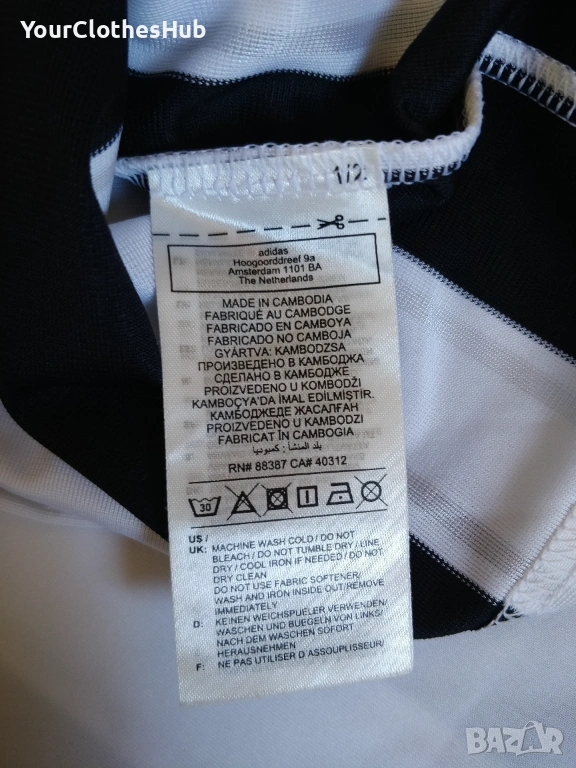 YourClothesHub
1/2
adidas
Hoogoorddreef 9a
Amsterdam 1101 BA
The Netherlands
MADE IN CAMBODIA
FABRIQUÉ AU CAMBODGE
FABRICADO EN CAMBOYA
FABRICADO NO CAMBOJA
GYÁRTVA: KAMBODZSA
ПРОИЗВЕДЕНО В КАМБОДЖА
СДЕЛАНО В КАМБОДЖЕ
PROIZVEDENO U KOMBODŽI
KAMBOÇYA'DA İMAL EDİLMİŞTİR.
КАМБОДЖЕДЕ ЖАСАЛҒАН
PROIZVEDENO U KAMBODZI
FABRICAT ÎN CAMBOGIA
بلد المنشأ : كمبوديا
RN# 88387 CA# 40312
30
US /
UK: MACHINE WASH COLD / DO NOT
BLEACH / DO NOT TUMBLE DRY / LINE
DRY / COOL IRON IF NEEDED / DO NOT
DRY CLEAN
DO NOT USE FABRIC SOFTENER/
WASH AND IRON INSIDE OUT/REMOVE
IMMEDIATELY
D: KEINEN WEICHSPUELER VERWENDEN/
WASCHEN UND BUEGELN VON LINKS/
NACH DEM WASCHEN SOFORT
HERAUSNEHMEN
F: NE PAS UTILISER D'ASSOUPLISSEUR/
BAZAR